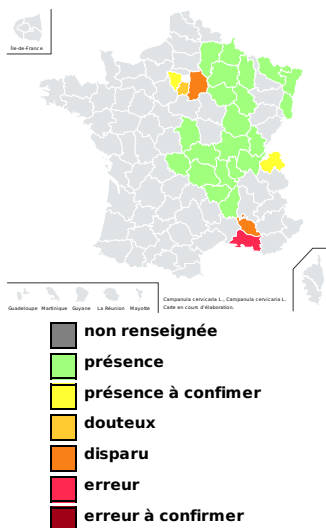 Île-de-France
Guadeloupe Martinique Guyane La Réunion Mayotte
Campanula cervicaria L., Campanula cervicaria L.
Carte en cours d'élaboration.
non renseignée
présence
présence à confimer
douteux
disparu
erreur
erreur à confirmer